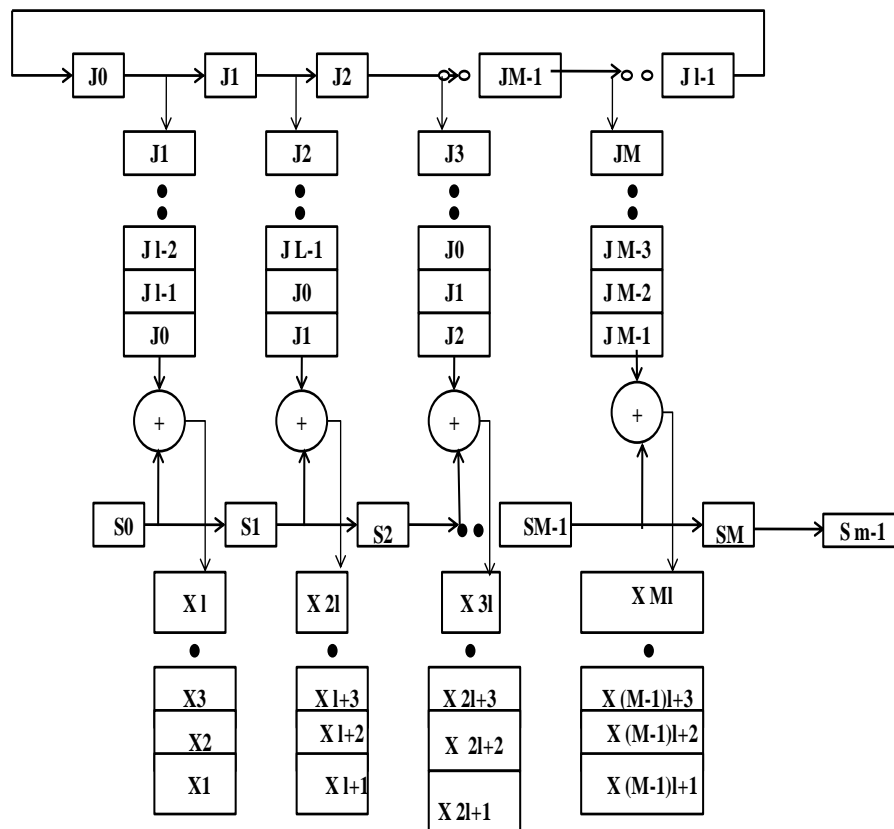 J0 J1 J2 JM-1 J l-1
J1 J2 J3 JM
J l-2 J L-1 J0 J M-3
J l-1 J0 J1 J M-2
J0 J1 J2 J M-1
+ + + +
S0 S1 S2 SM-1 SM S m-1
X l X 2l X 3l X Ml
X3 X l+3 X 2l+3 X (M-1)l+3
X2 X l+2 X 2l+2 X (M-1)l+2
X1 X l+1 X 2l+1 X (M-1)l+1